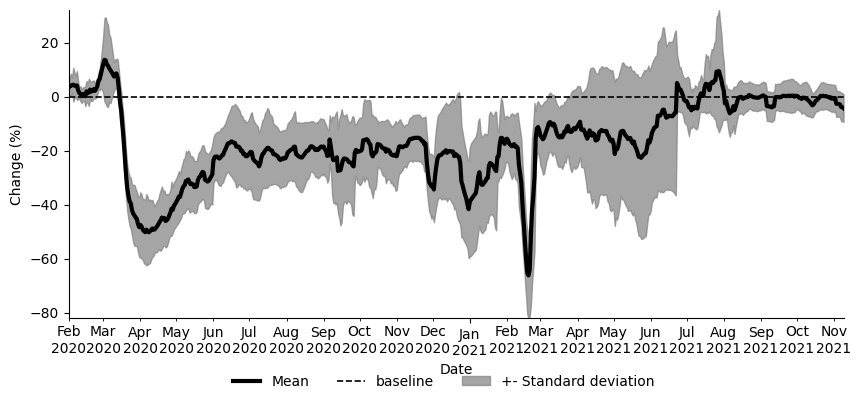 20
0
−20
−40
−60
−80
Change (%)
Feb Mar Apr May Jun Jul Aug Sep Oct Nov Dec Jan Feb Mar Apr May Jun Jul Aug Sep Oct Nov
2020 2020 2020 2020 2020 2020 2020 2020 2020 2020 2020 2021 2021 2021 2021 2021 2021 2021 2021 2021 2021 2021
Date
Mean baseline +- Standard deviation